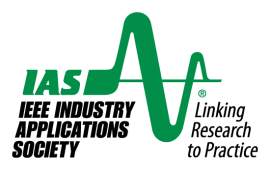 IAS
IEEE INDUSTRY
APPLICATIONS
SOCIETY
®
Linking
Research
to Practice